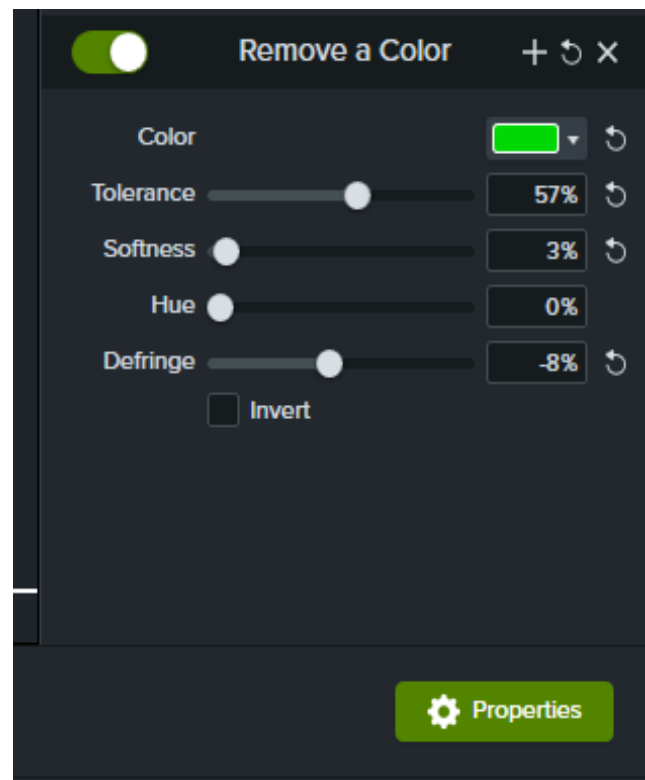 Remove a Color
Color
Tolerance 57%
Softness 3%
Hue 0%
Defringe -8%
Invert
Properties